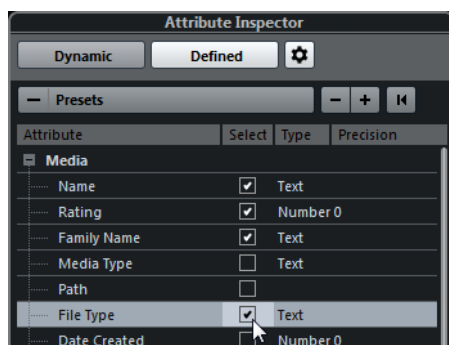 Attribute Inspector
Dynamic Defined
Presets
Attribute Select Type Precision
Media
Name Text
Rating Number 0
Family Name Text
Media Type Text
Path
File Type Text
Date Created Number 0